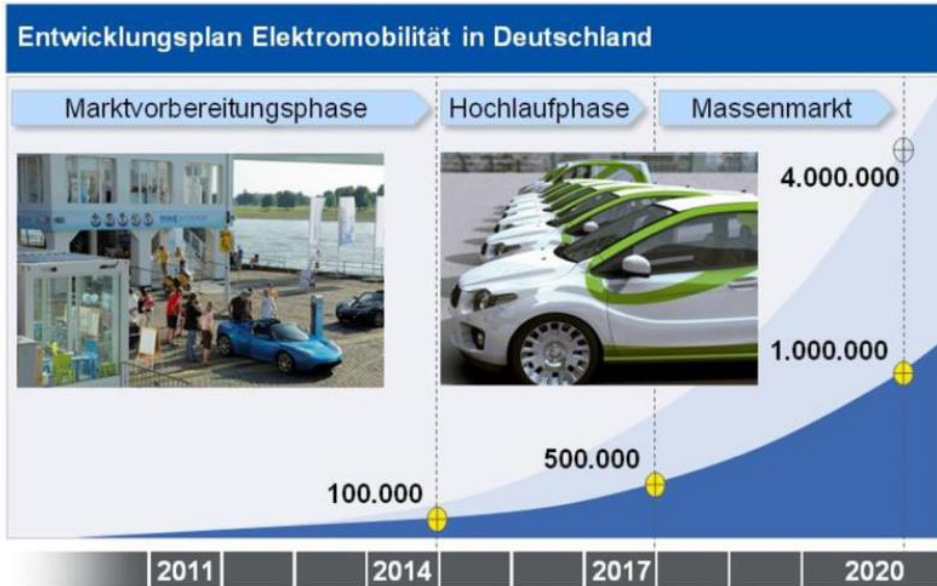 Entwicklungsplan Elektromobilität in Deutschland
Marktvorbereitungsphase
Hochlaufphase
Massenmarkt
4.000.000
1.000.000
500.000
100.000
2011
2014
2017
2020